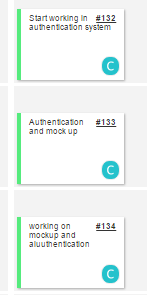 Start working in #132
authentication system
C
Authentication #133
and mock up
C
working on #134
mockup and
aluuthentication
C